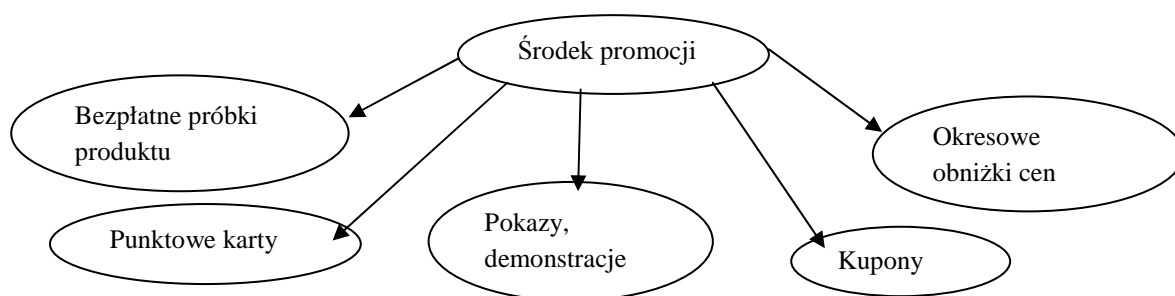 Środek promocji
Bezpłatne próbki
produktu
Okresowe
obniżki cen
Punktowe karty
Pokazy,
demonstracje
Kupony